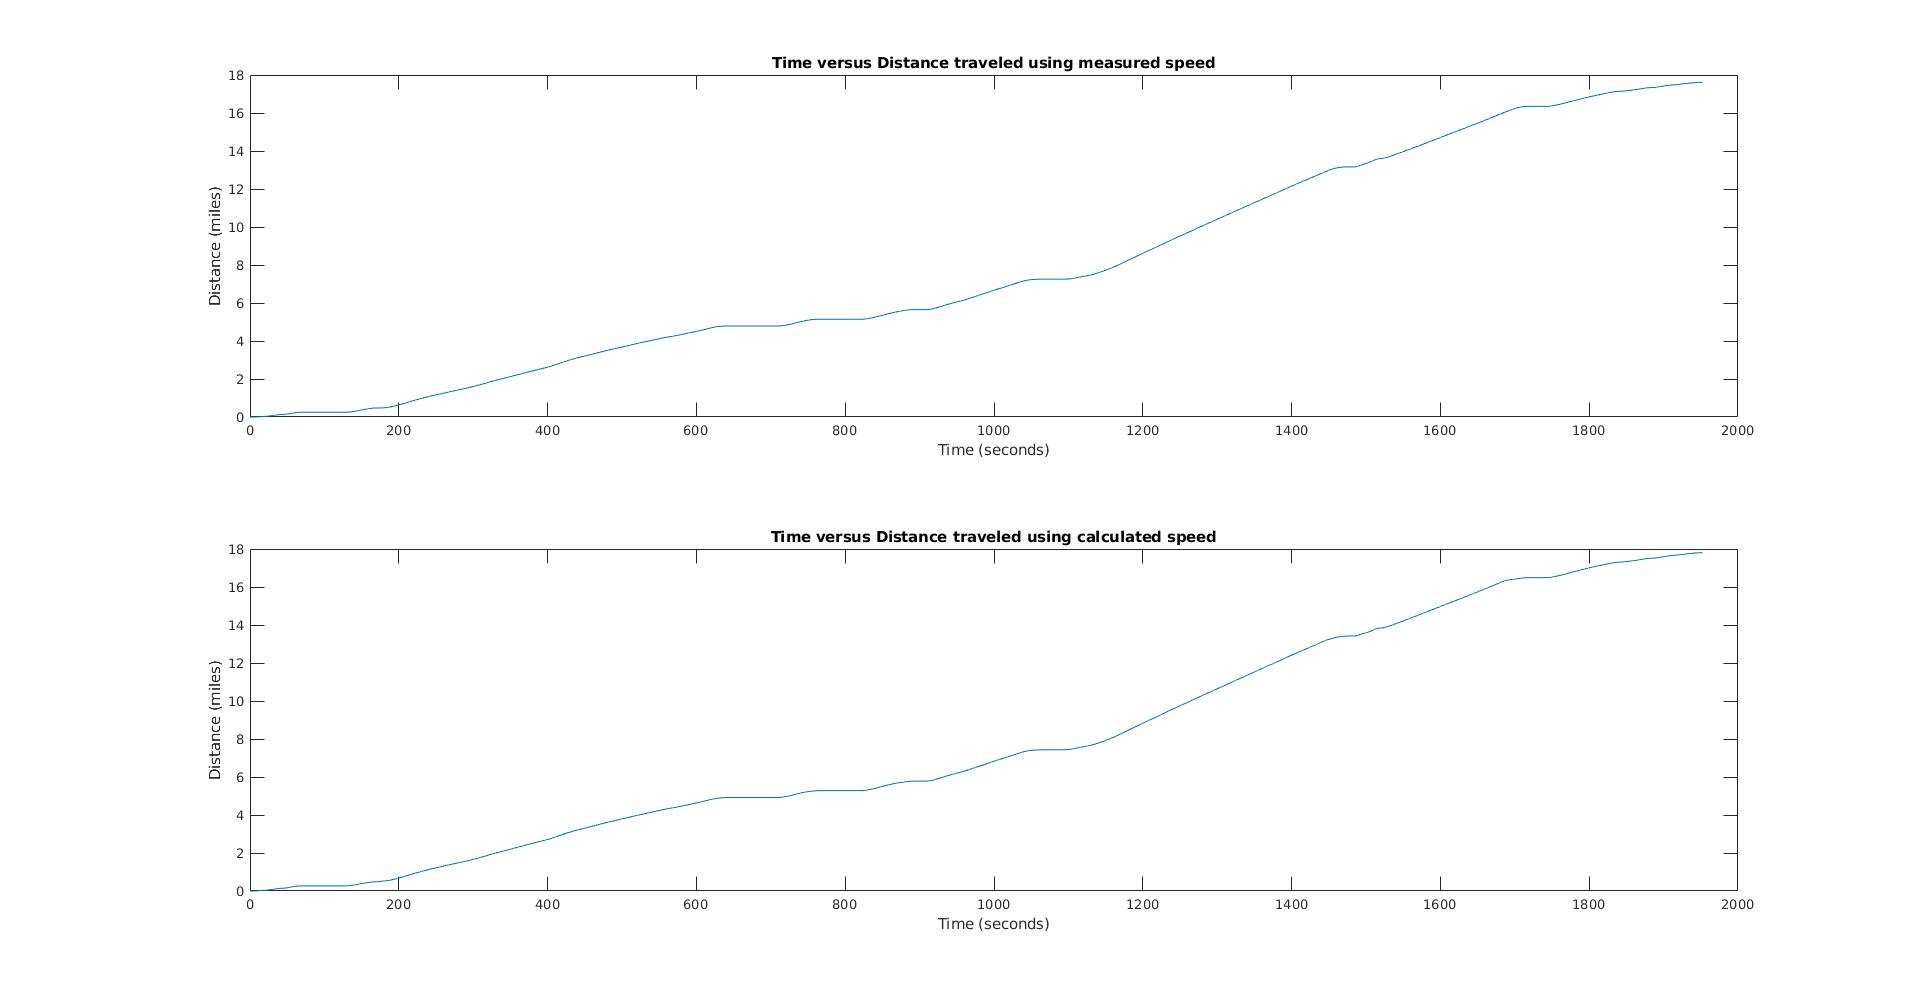 Time versus Distance traveled using measured speed
18
16
14
12
10
8
6
4
2
0
Distance (miles)
0 200 400 600 800 1000 1200 1400 1600 1800 2000
Time (seconds)
Time versus Distance traveled using calculated speed
18
16
14
12
10
8
6
4
2
0
Distance (miles)
0 200 400 600 800 1000 1200 1400 1600 1800 2000
Time (seconds)